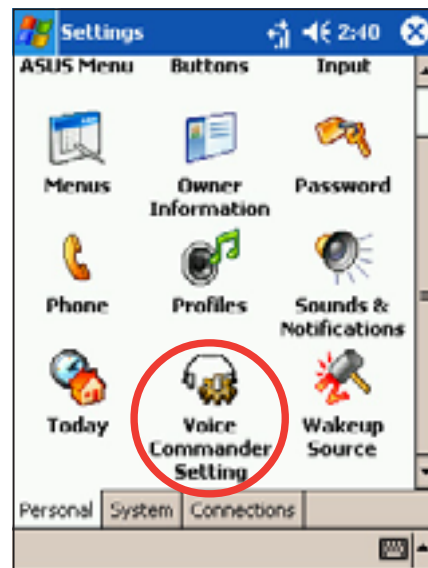 Settings 2:40
ASUS Menu Buttons Input
Menus Owner Information Password
Phone Profiles Sounds & Notifications
Today Voice Commander Setting Wakeup Source
Personal System Connections